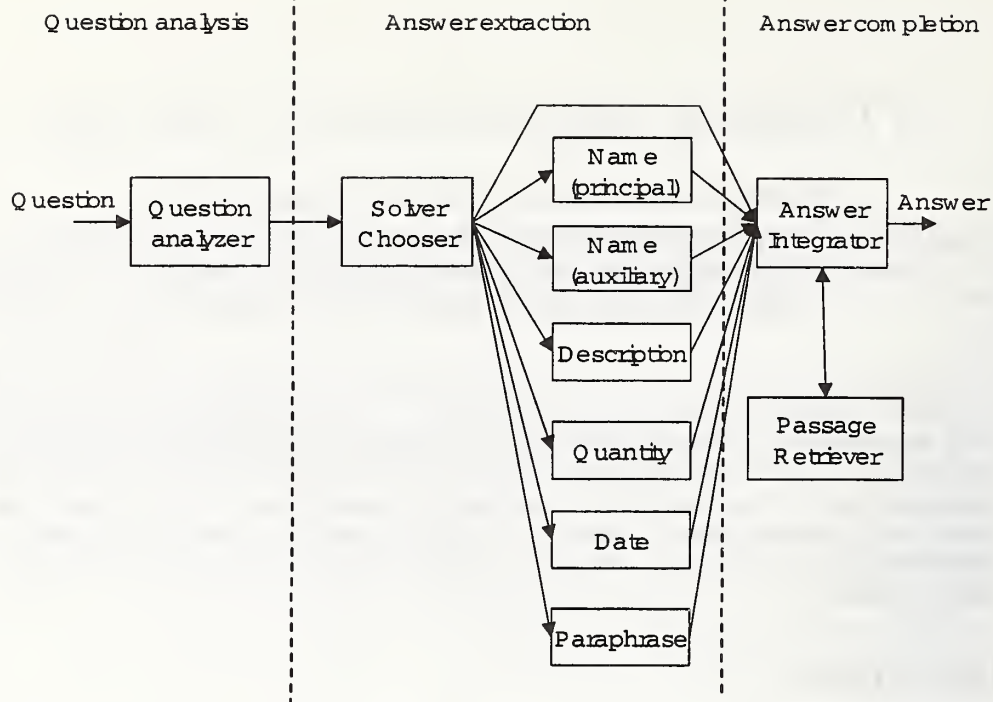 Question analysis
Answer extraction
Answer completion
Question
Question
analyzer
Solver
Chooser
Name
(principal)
Name
(auxiliary)
Description
Quantity
Date
Paraphrase
Answer
Integrator
Answer
Passage
Retriever